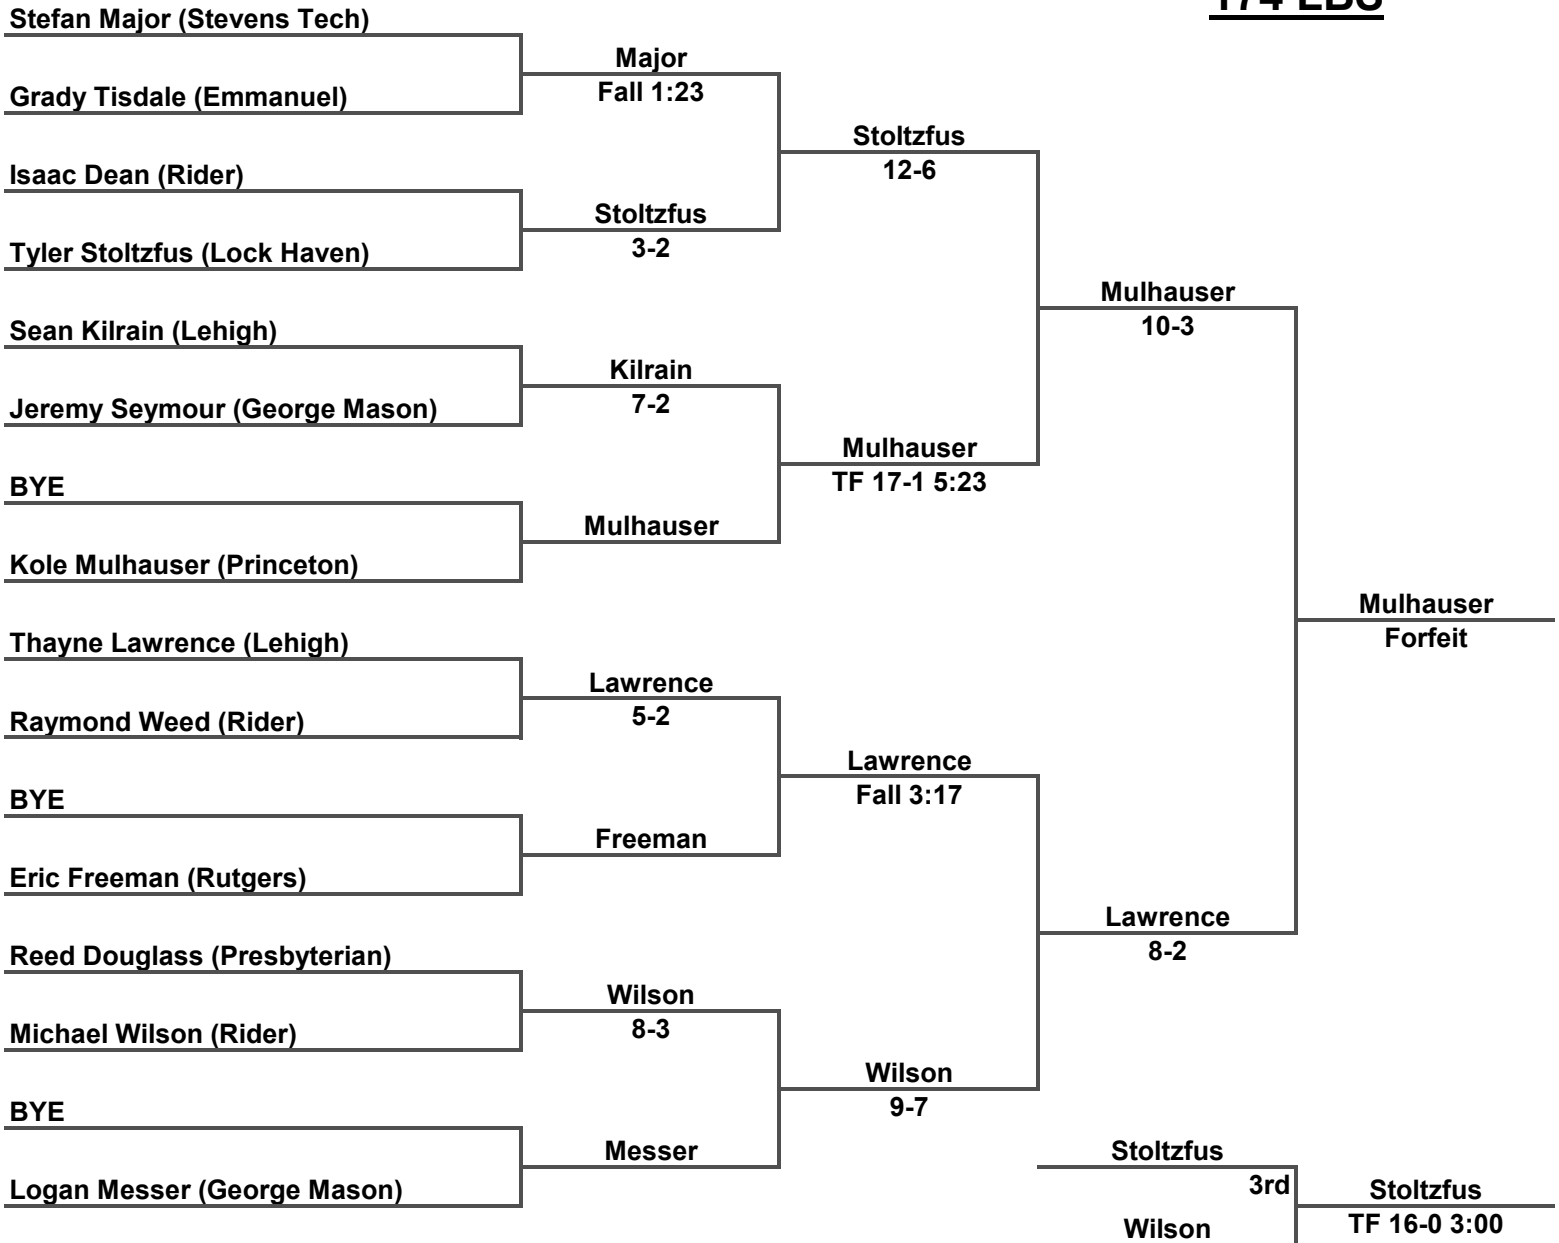 174 LBS
Stefan Major (Stevens Tech)
Major
Fall 1:23
Grady Tisdale (Emmanuel)
Stoltzfus
12-6
Isaac Dean (Rider)
Stoltzfus
3-2
Tyler Stoltzfus (Lock Haven)
Mulhauser
10-3
Sean Kilrain (Lehigh)
Kilrain
7-2
Jeremy Seymour (George Mason)
Mulhauser
TF 17-1 5:23
BYE
Mulhauser
Kole Mulhauser (Princeton)
Mulhauser
Forfeit
Thayne Lawrence (Lehigh)
Lawrence
5-2
Raymond Weed (Rider)
Lawrence
Fall 3:17
BYE
Freeman
Eric Freeman (Rutgers)
Lawrence
8-2
Reed Douglass (Presbyterian)
Wilson
8-3
Michael Wilson (Rider)
Wilson
9-7
BYE
Messer
Logan Messer (George Mason)
Stoltzfus
3rd
Stoltzfus
TF 16-0 3:00
Wilson